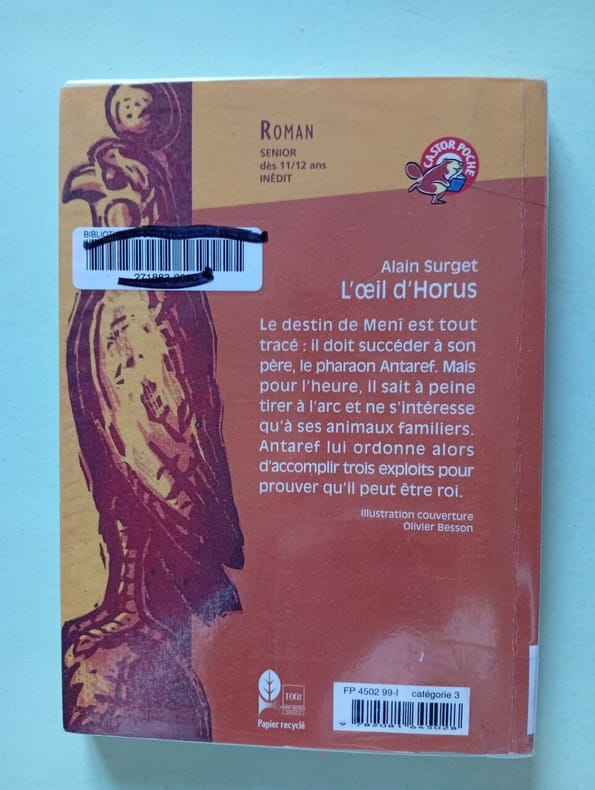 ROMAN
SENIOR
dès 11/12 ans
INÉDIT
CASTOR POCHE
Alain Surget
L'œil d'Horus
Le destin de Menî est tout
tracé : il doit succéder à son
père, le pharaon Antaref. Mais
pour l'heure, il sait à peine
tirer à l'arc et ne s'intéresse
qu'à ses animaux familiers.
Antaref lui ordonne alors
d'accomplir trois exploits pour
prouver qu'il peut être roi.
Illustration couverture
Olivier Besson
Papier recyclé
FP 4502 99-I catégorie 3
9 782081 645028